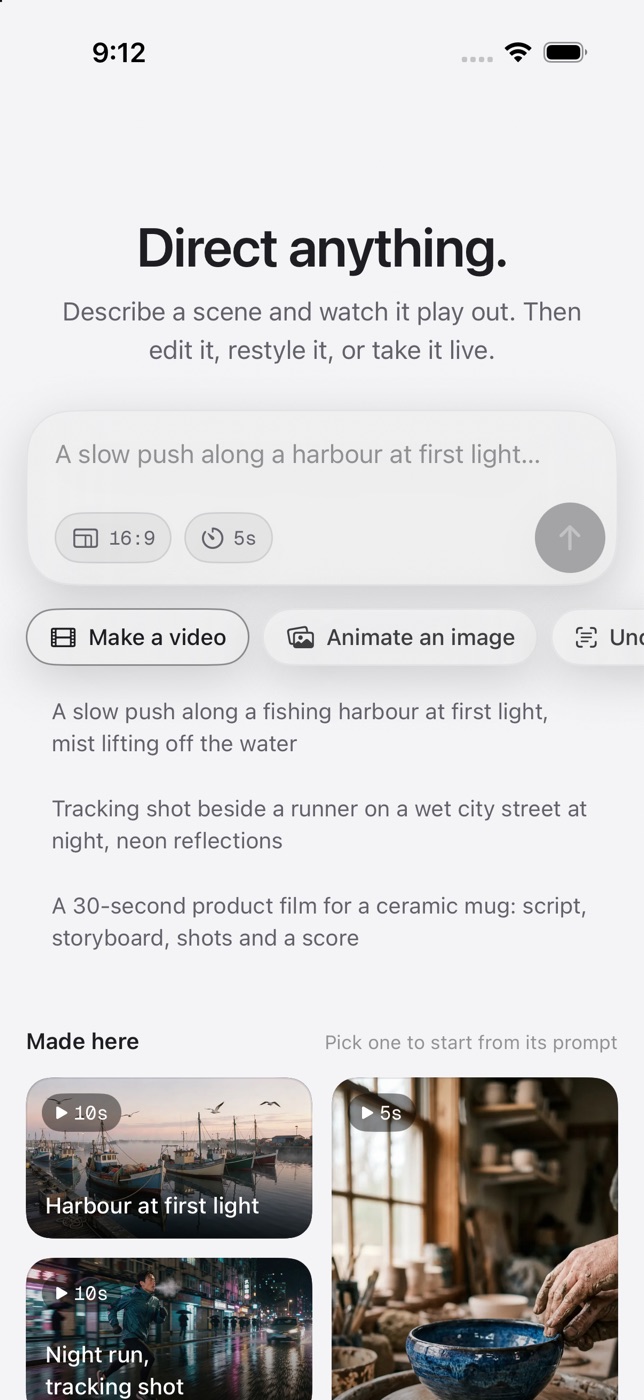 9:12
Direct anything.
Describe a scene and watch it play out. Then
edit it, restyle it, or take it live.
A slow push along a harbour at first light...
16:9
5s
Make a video
Animate an image
A slow push along a fishing harbour at first light,
mist lifting off the water
Tracking shot beside a runner on a wet city street at
night, neon reflections
A 30-second product film for a ceramic mug: script,
storyboard, shots and a score
Made here
Pick one to start from its prompt
10s
5s
Harbour at first light
10s
Night run,
tracking shot